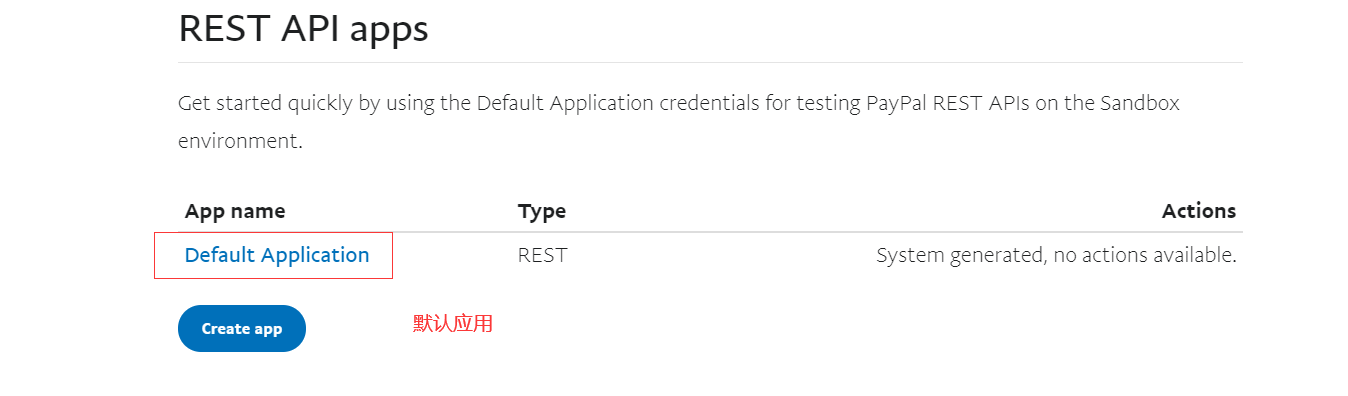 REST API apps
Get started quickly by using the Default Application credentials for testing PayPal REST APIs on the Sandbox
environment.
App name Type Actions
Default Application REST System generated, no actions available.
Create app 默认应用